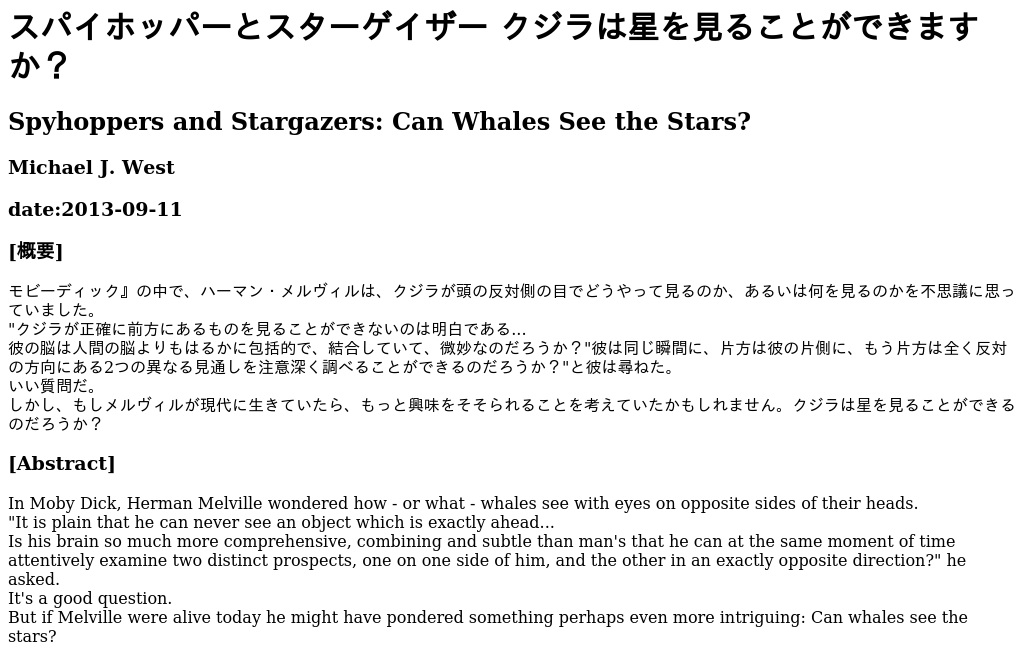 スパイホッパーとスターゲイザー クジラは星を見ることができます
か？
Spyhoppers and Stargazers: Can Whales See the Stars?
Michael J. West
date:2013-09-11
[概要]
モビーディック』の中で、ハーマン・メルヴィルは、クジラが頭の反対側の目でどうやって見るのか、あるいは何を見るのかを不思議に思っ
ていました。
"クジラが正確に前方にあるものを見ることができないのは明白である...
彼の脳は人間の脳よりもはるかに包括的で、結合していて、微妙なのだろうか？"彼は同じ瞬間に、片方は彼の片側に、もう片方は全く反対
の方向にある2つの異なる見通しを注意深く調べることができるのだろうか？"と彼は尋ねた。
いい質問だ。
しかし、もしメルヴィルが現代に生きていたら、もっと興味をそそられることを考えていたかもしれません。クジラは星を見ることができる
のだろうか？
[Abstract]
In Moby Dick, Herman Melville wondered how - or what - whales see with eyes on opposite sides of their heads.
"It is plain that he can never see an object which is exactly ahead...
Is his brain so much more comprehensive, combining and subtle than man's that he can at the same moment of time
attentively examine two distinct prospects, one on one side of him, and the other in an exactly opposite direction?" he
asked.
It's a good question.
But if Melville were alive today he might have pondered something perhaps even more intriguing: Can whales see the
stars?